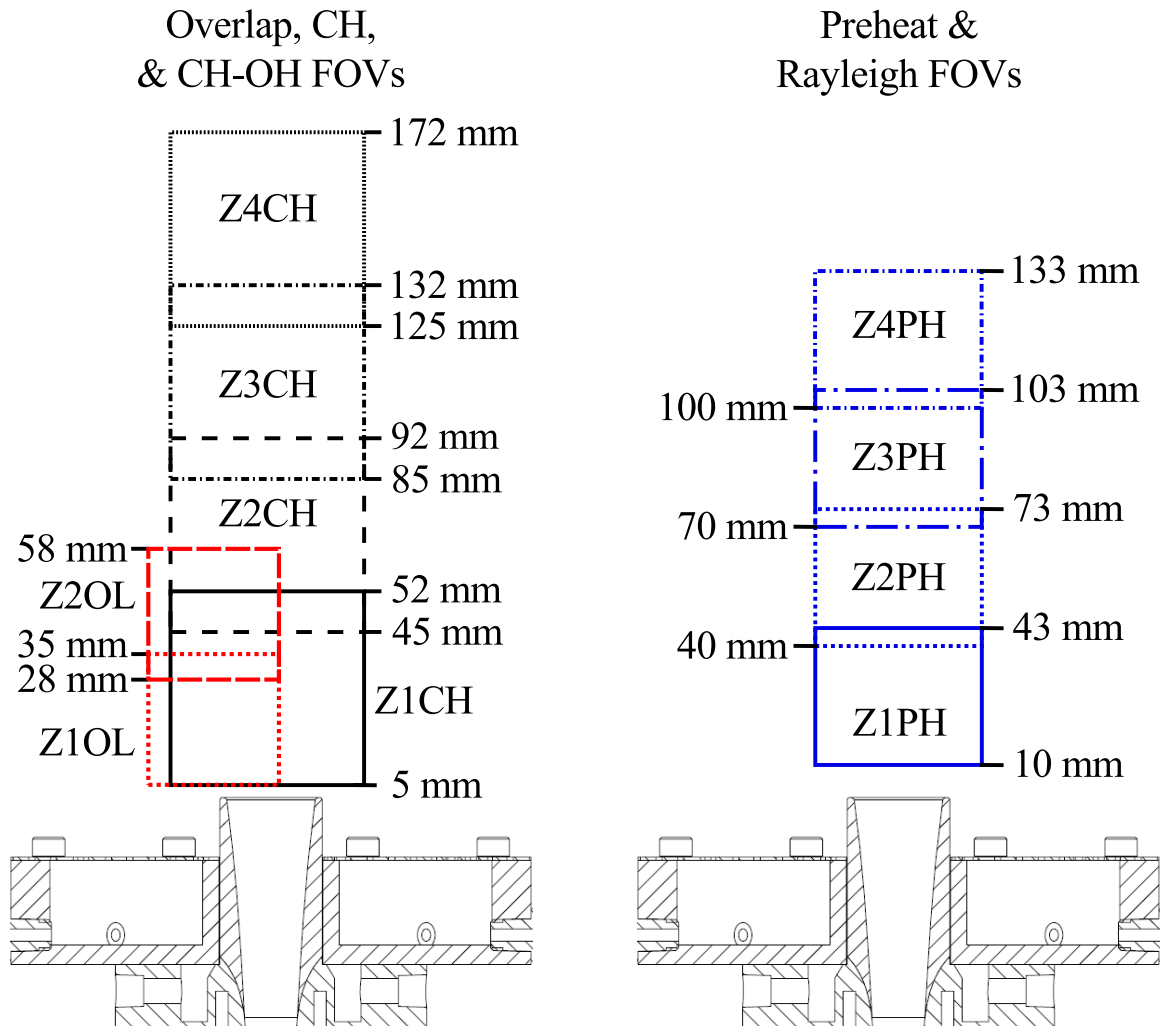 Overlap, CH,
& CH-OH FOVs
172 mm
Z4CH
132 mm
125 mm
Z3CH
92 mm
85 mm
Z2CH
58 mm
Z2OL
52 mm
45 mm
35 mm
28 mm
Z1CH
Z1OL
5 mm
Preheat &
Rayleigh FOVs
133 mm
Z4PH
103 mm
100 mm
Z3PH
73 mm
70 mm
Z2PH
43 mm
40 mm
Z1PH
10 mm